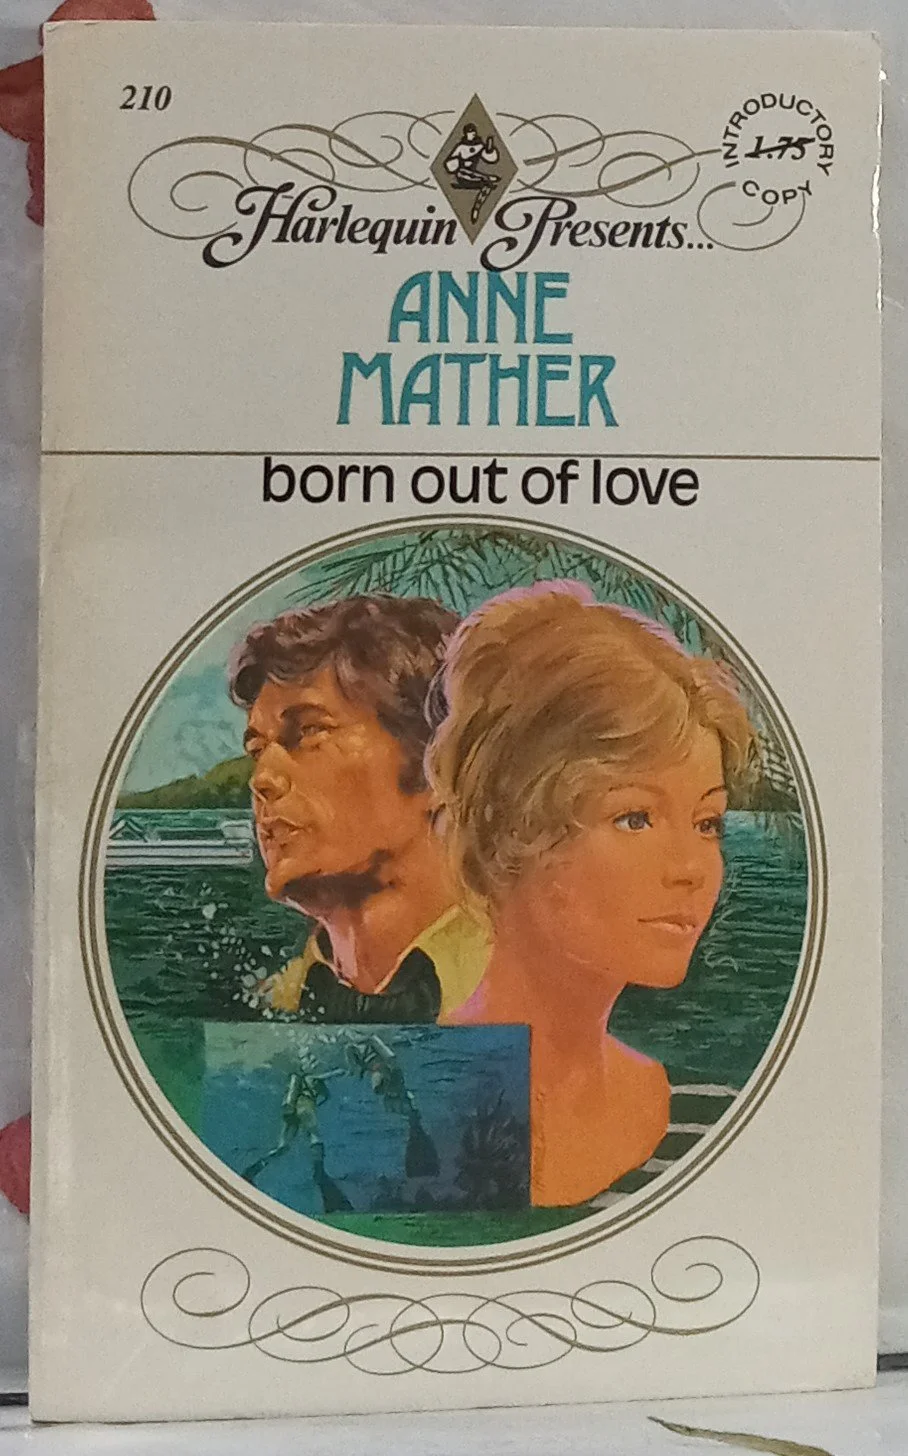 210
INTRODUCTORY
1.75
COPY
Harlequin Presents...
ANNE
MATHER
born out of love